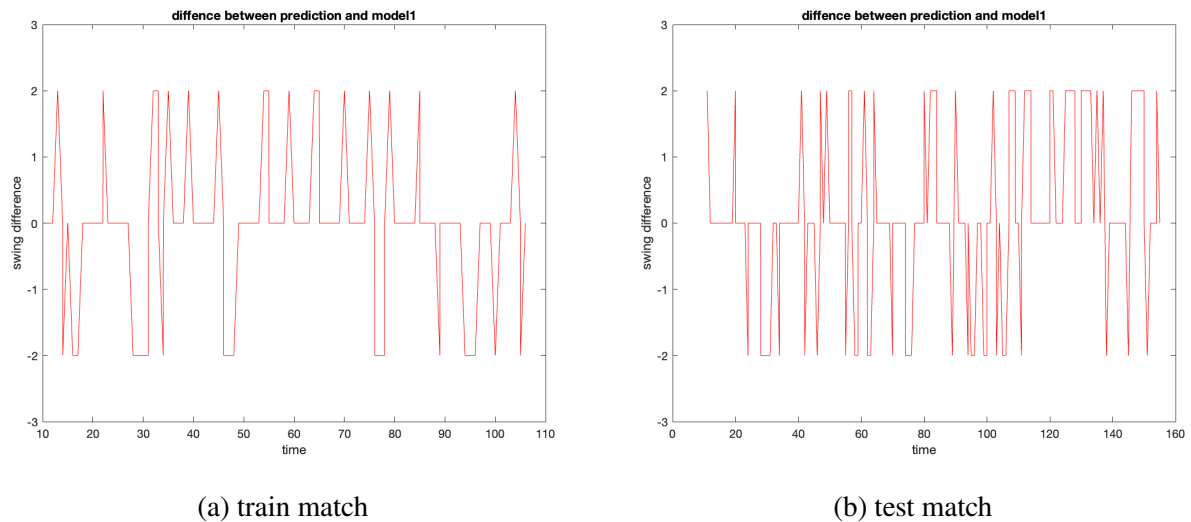 diffence between prediction and model1
3
2
1
0
-1
-2
-3
swing difference
10 20 30 40 50 60 70 80 90 100 110
time
(a) train match
diffence between prediction and model1
3
2
1
0
-1
-2
-3
swing difference
0 20 40 60 80 100 120 140 160
time
(b) test match